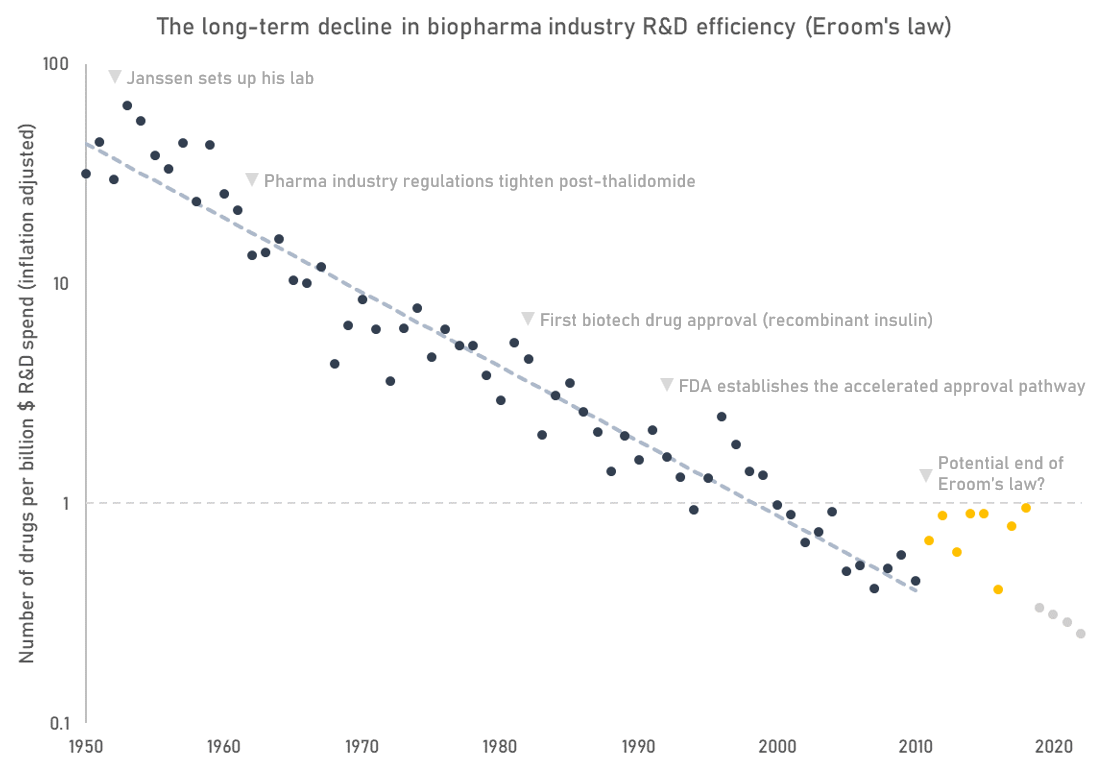 The long-term decline in biopharma industry R&D efficiency (Eroom's law)
Number of drugs per billion $ R&D spend (inflation adjusted)
100
10
1
0.1
▼ Janssen sets up his lab
▼ Pharma industry regulations tighten post-thalidomide
▼ First biotech drug approval (recombinant insulin)
▼ FDA establishes the accelerated approval pathway
▼ Potential end of
Eroom's law?
1950 1960 1970 1980 1990 2000 2010 2020